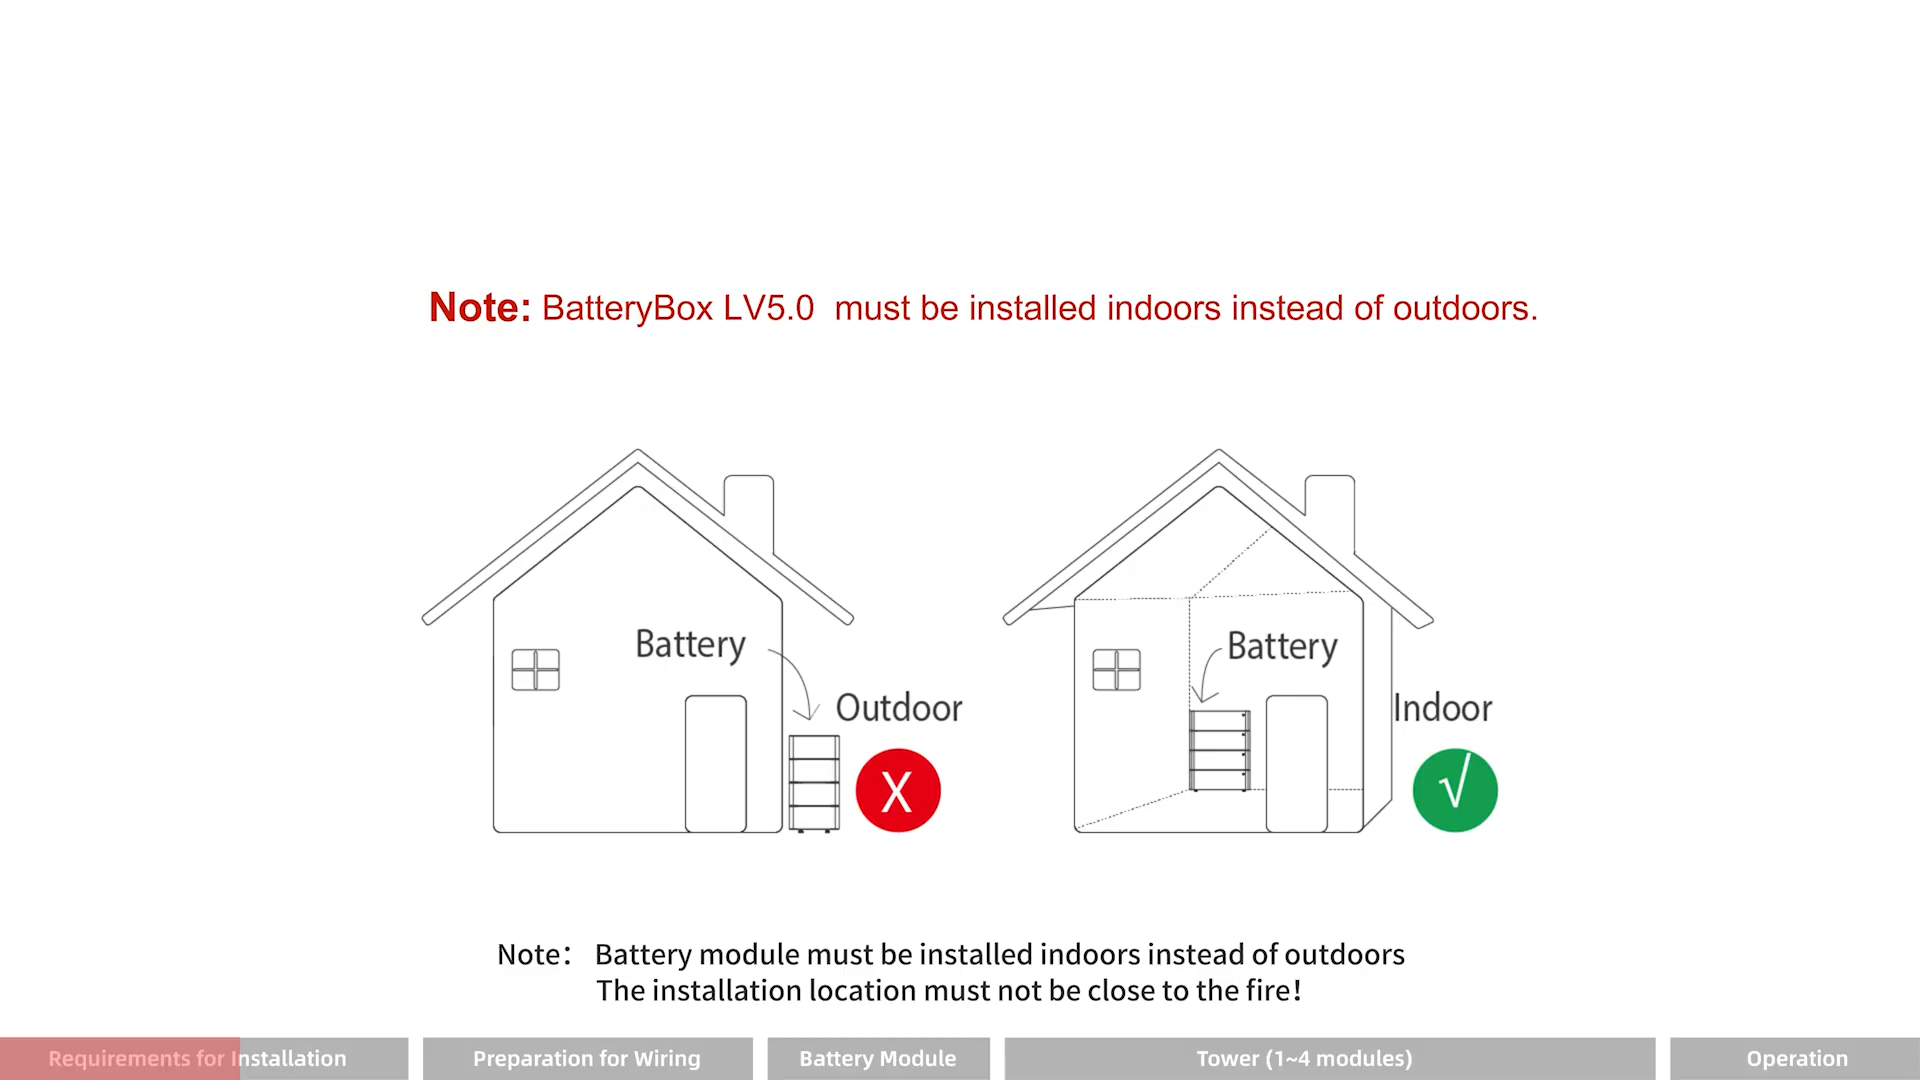 Note: BatteryBox LV5.0  must be installed indoors instead of outdoors.
Battery
Outdoor
X
Battery
Indoor
√
Note： Battery module must be installed indoors instead of outdoors
The installation location must not be close to the fire！
Requirements for Installation
Preparation for Wiring
Battery Module
Tower (1~4 modules)
Operation